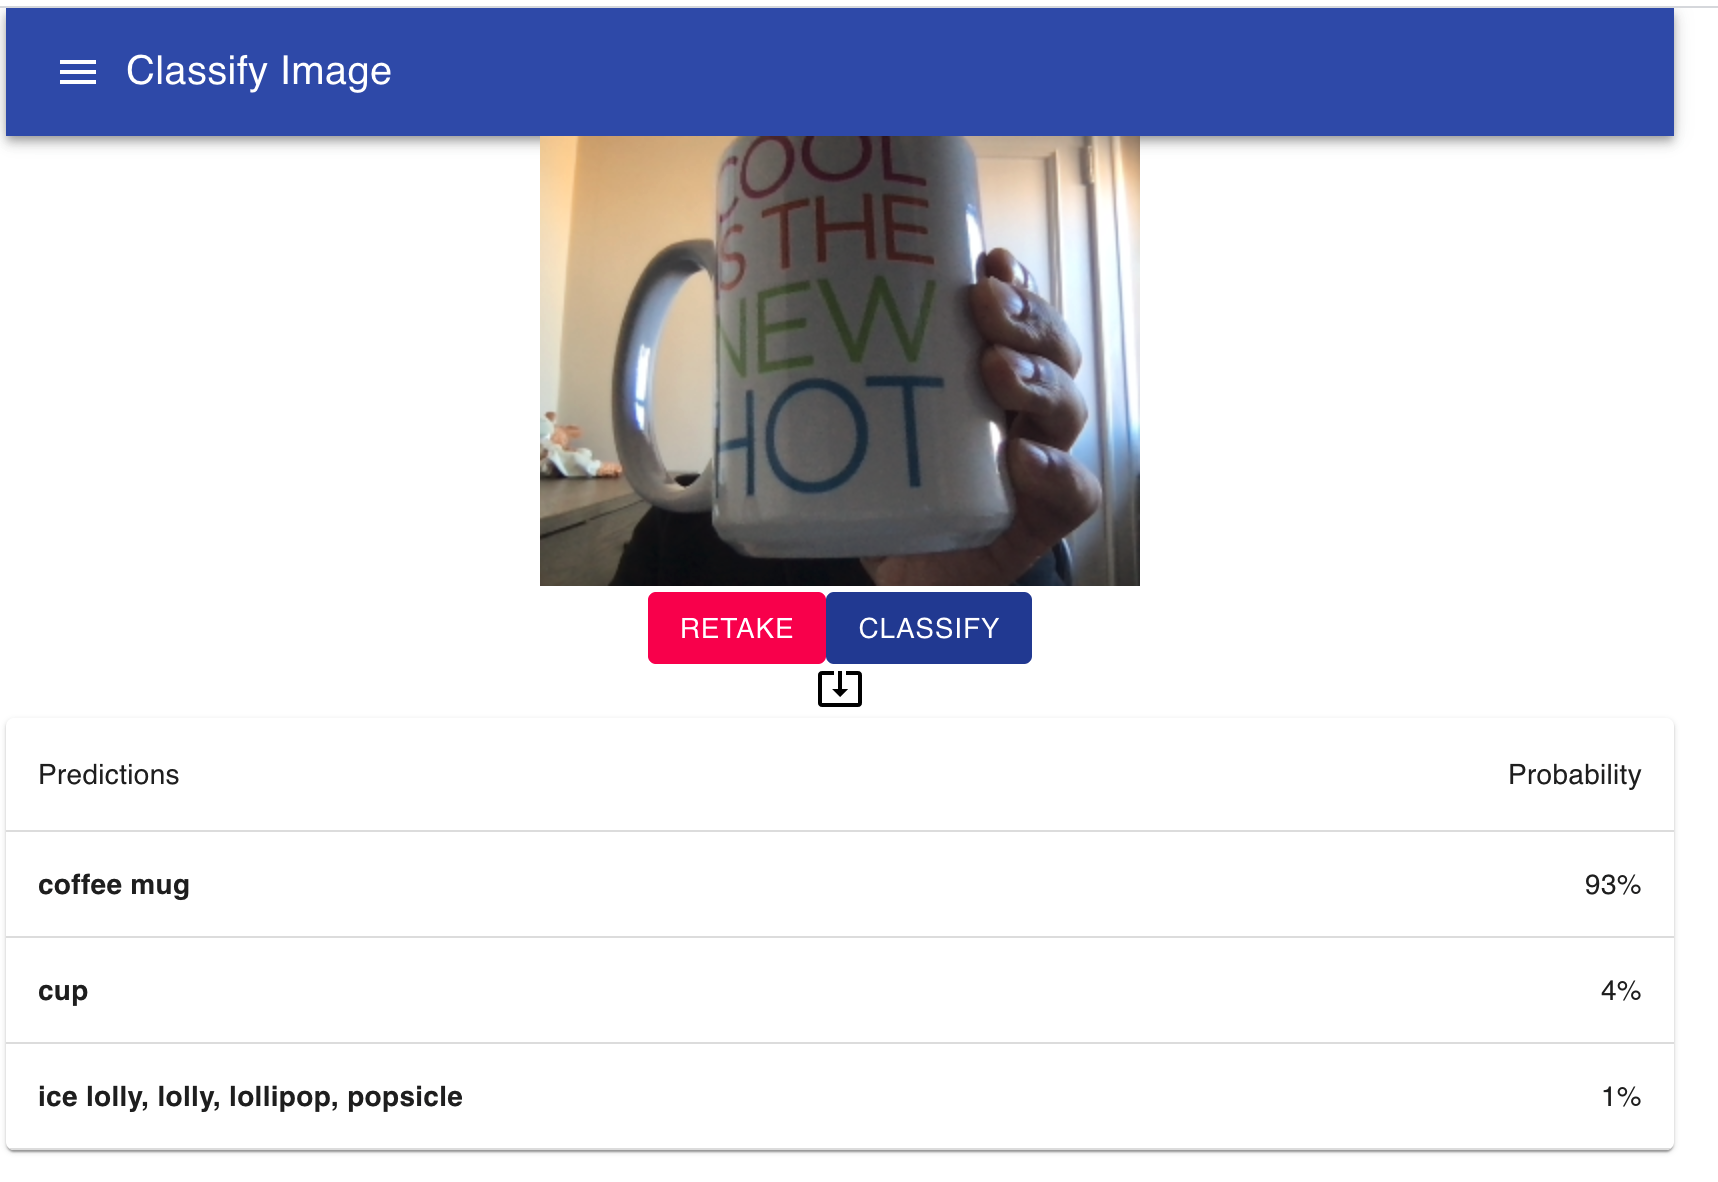 Classify Image
COOL
IS THE
NEW
HOT
RETAKE CLASSIFY
Predictions Probability
coffee mug 93%
cup 4%
ice lolly, lolly, lollipop, popsicle 1%